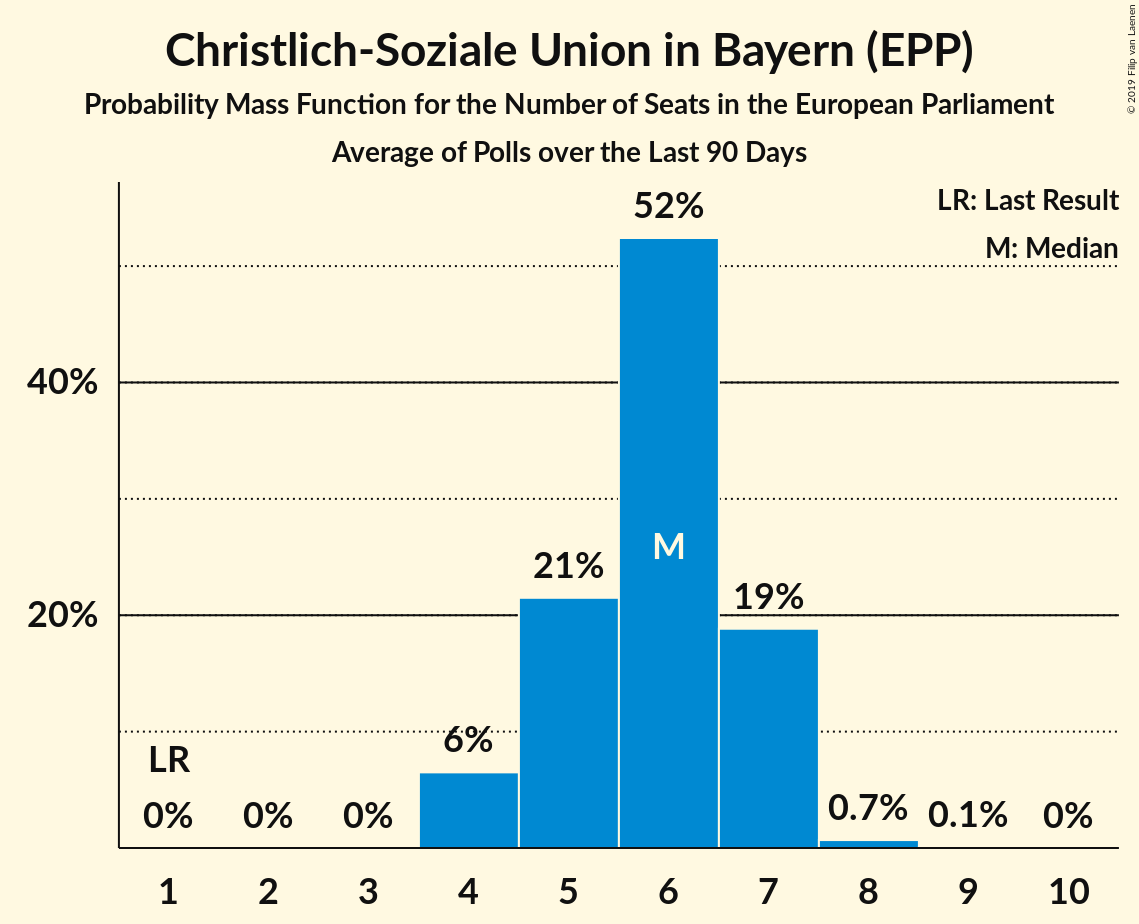 Christlich-Soziale Union in Bayern (EPP)
Probability Mass Function for the Number of Seats in the European Parliament
Average of Polls over the Last 90 Days
© 2019 Filip van Laenen
LR: Last Result
M: Median
52%
40%
M
21%
19%
20%
6%
LR
0%
0%
0%
0.7%
0.1%
0%
1 2 3 4 5 6 7 8 9 10